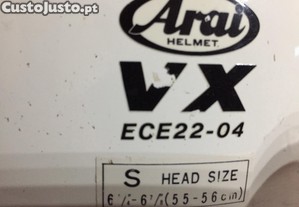 CustoJusto.pt
Arai
HELMET
VX
ECE22-04
S HEAD SIZE
(55-56cm)